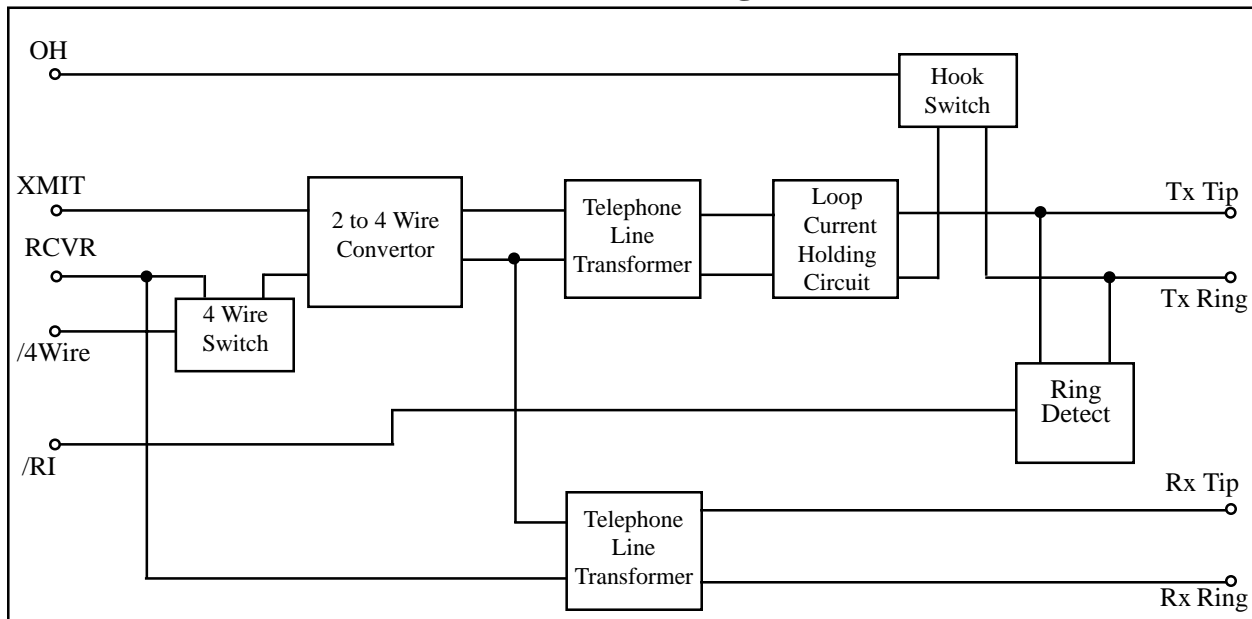 OH
Hook
Switch
XMIT
2 to 4 Wire
Convertor
Telephone
Line
Transformer
Loop
Current
Holding
Circuit
Tx Tip
RCVR
Tx Ring
4 Wire
Switch
/4Wire
Ring
Detect
/RI
Rx Tip
Telephone
Line
Transformer
Rx Ring